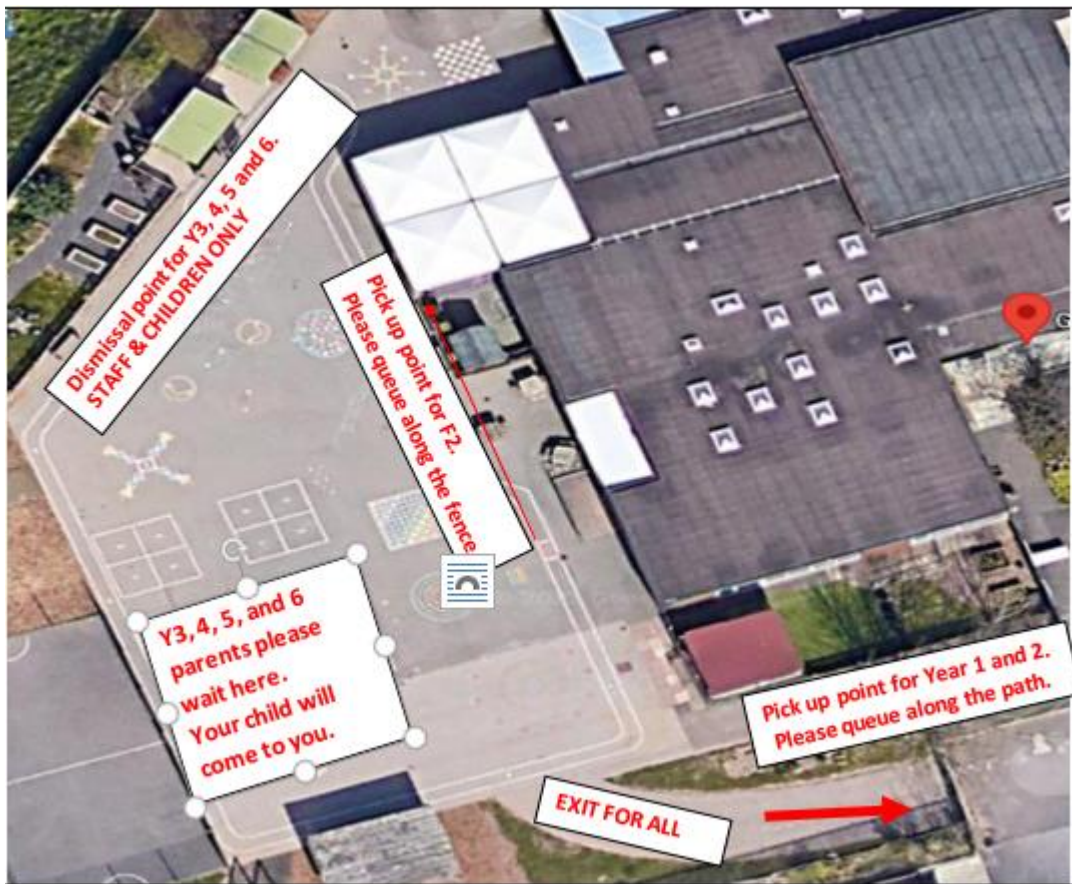 Dismissal point for Y3, 4, 5 and 6.
STAFF & CHILDREN ONLY
Pick up point for F2.
Please queue along the fence
Y3, 4, 5, and 6
parents please
wait here.
Your child will
come to you.
Pick up point for Year 1 and 2.
Please queue along the path.
EXIT FOR ALL
G